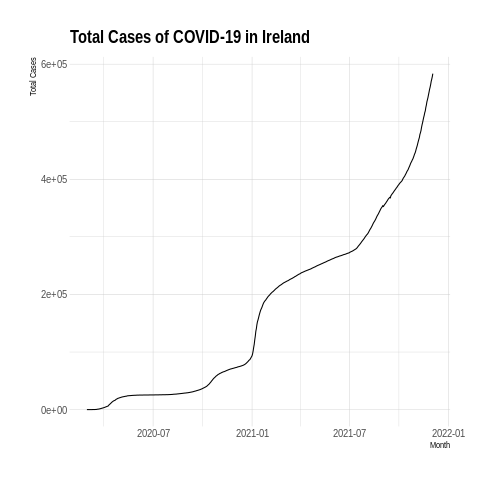 Total Cases of COVID-19 in Ireland
Total Cases
6e+05
4e+05
2e+05
0e+00
2020-07 2021-01 2021-07 2022-01
Month